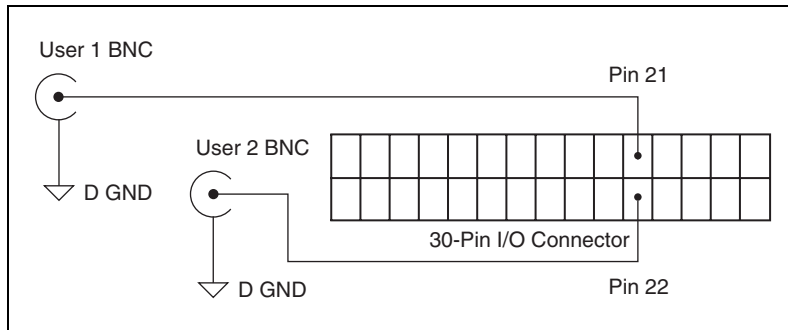 User 1 BNC
Pin 21
User 2 BNC
D GND
30-Pin I/O Connector
D GND
Pin 22